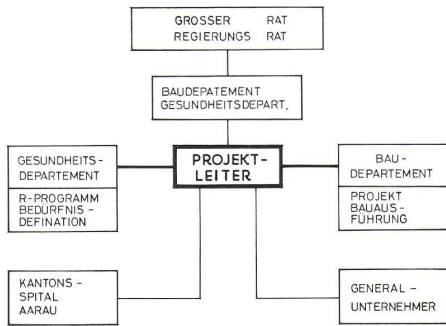 GROSSER RAT
REGIERUNGS RAT
BAUDEPATEMENT
GESUNDHEITSDEPART.
PROJEKT-
LEITER
GESUNDHEITS-
DEPARTEMENT
R-PROGRAMM
BEDÜRFNIS-
DEFINATION
BAU-
DEPARTEMENT
PROJEKT
BAUAUS-
FÜHRUNG
KANTONS-
SPITAL
AARAU
GENERAL-
UNTERNEHMER